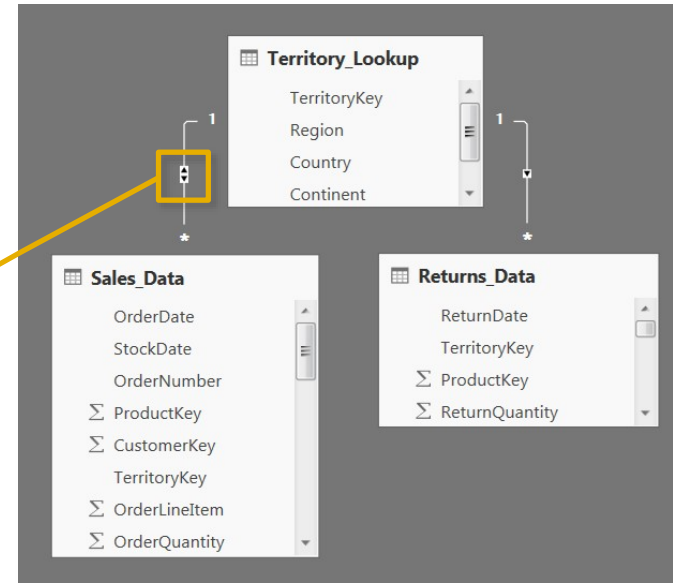 Territory_Lookup
TerritoryKey
Region
Country
Continent
1
1
*
*
Sales_Data
OrderDate
StockDate
OrderNumber
∑ ProductKey
∑ CustomerKey
TerritoryKey
∑ OrderLineItem
∑ OrderQuantity
Returns_Data
ReturnDate
TerritoryKey
∑ ProductKey
∑ ReturnQuantity